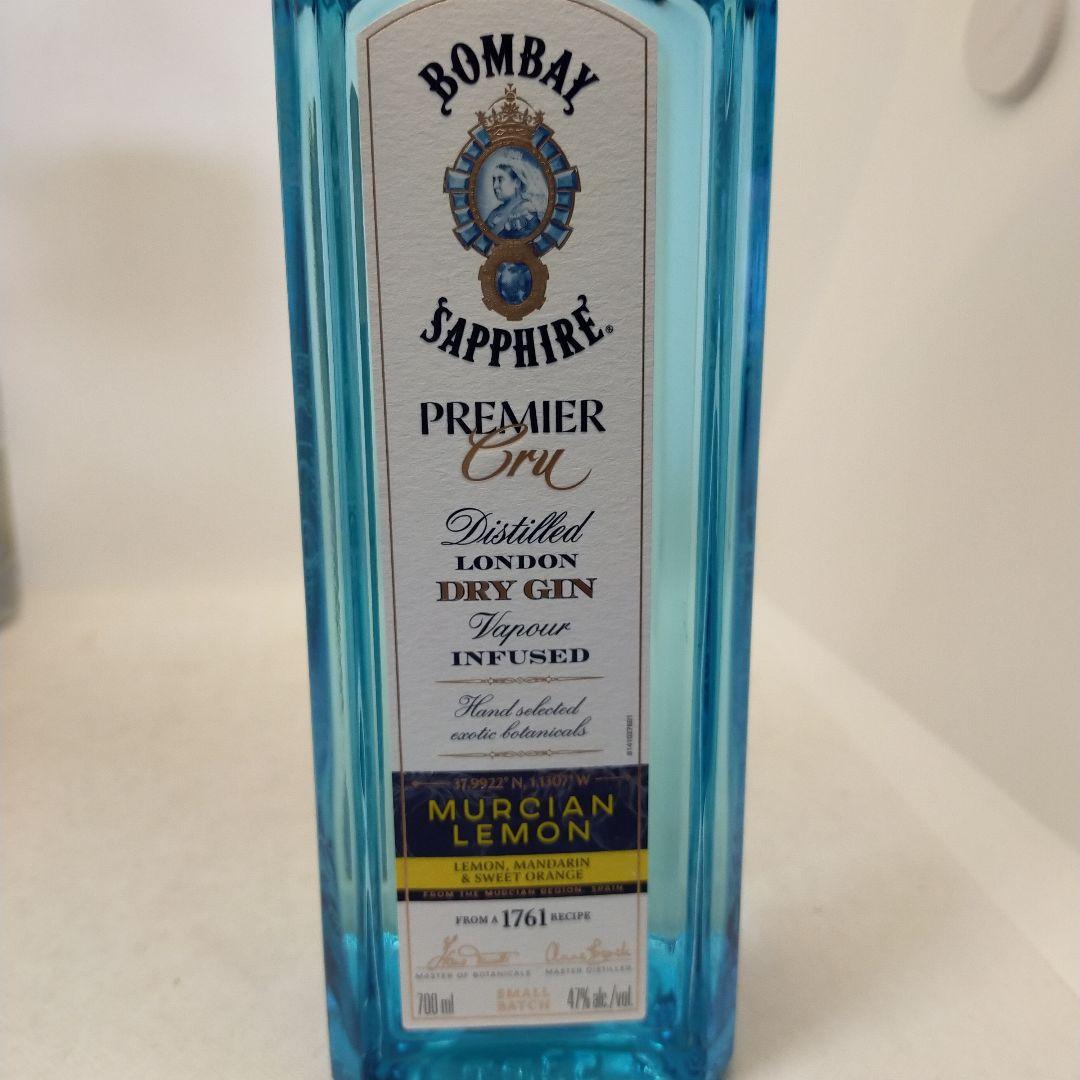 BOMBAY
SAPPHIRE®
PREMIER
Cru
Distilled
LONDON
DRY GIN
Vapour
INFUSED
Hand selected
exotic botanicals
37.9922° N, 1.1307° W
MURCIAN
LEMON
LEMON, MANDARIN
& SWEET ORANGE
FROM THE MURCIAN REGION, SPAIN
FROM A 1761 RECIPE
MASTER OF BOTANICALS MASTER DISTILLER
700 ml SMALL BATCH 47% alc./vol.